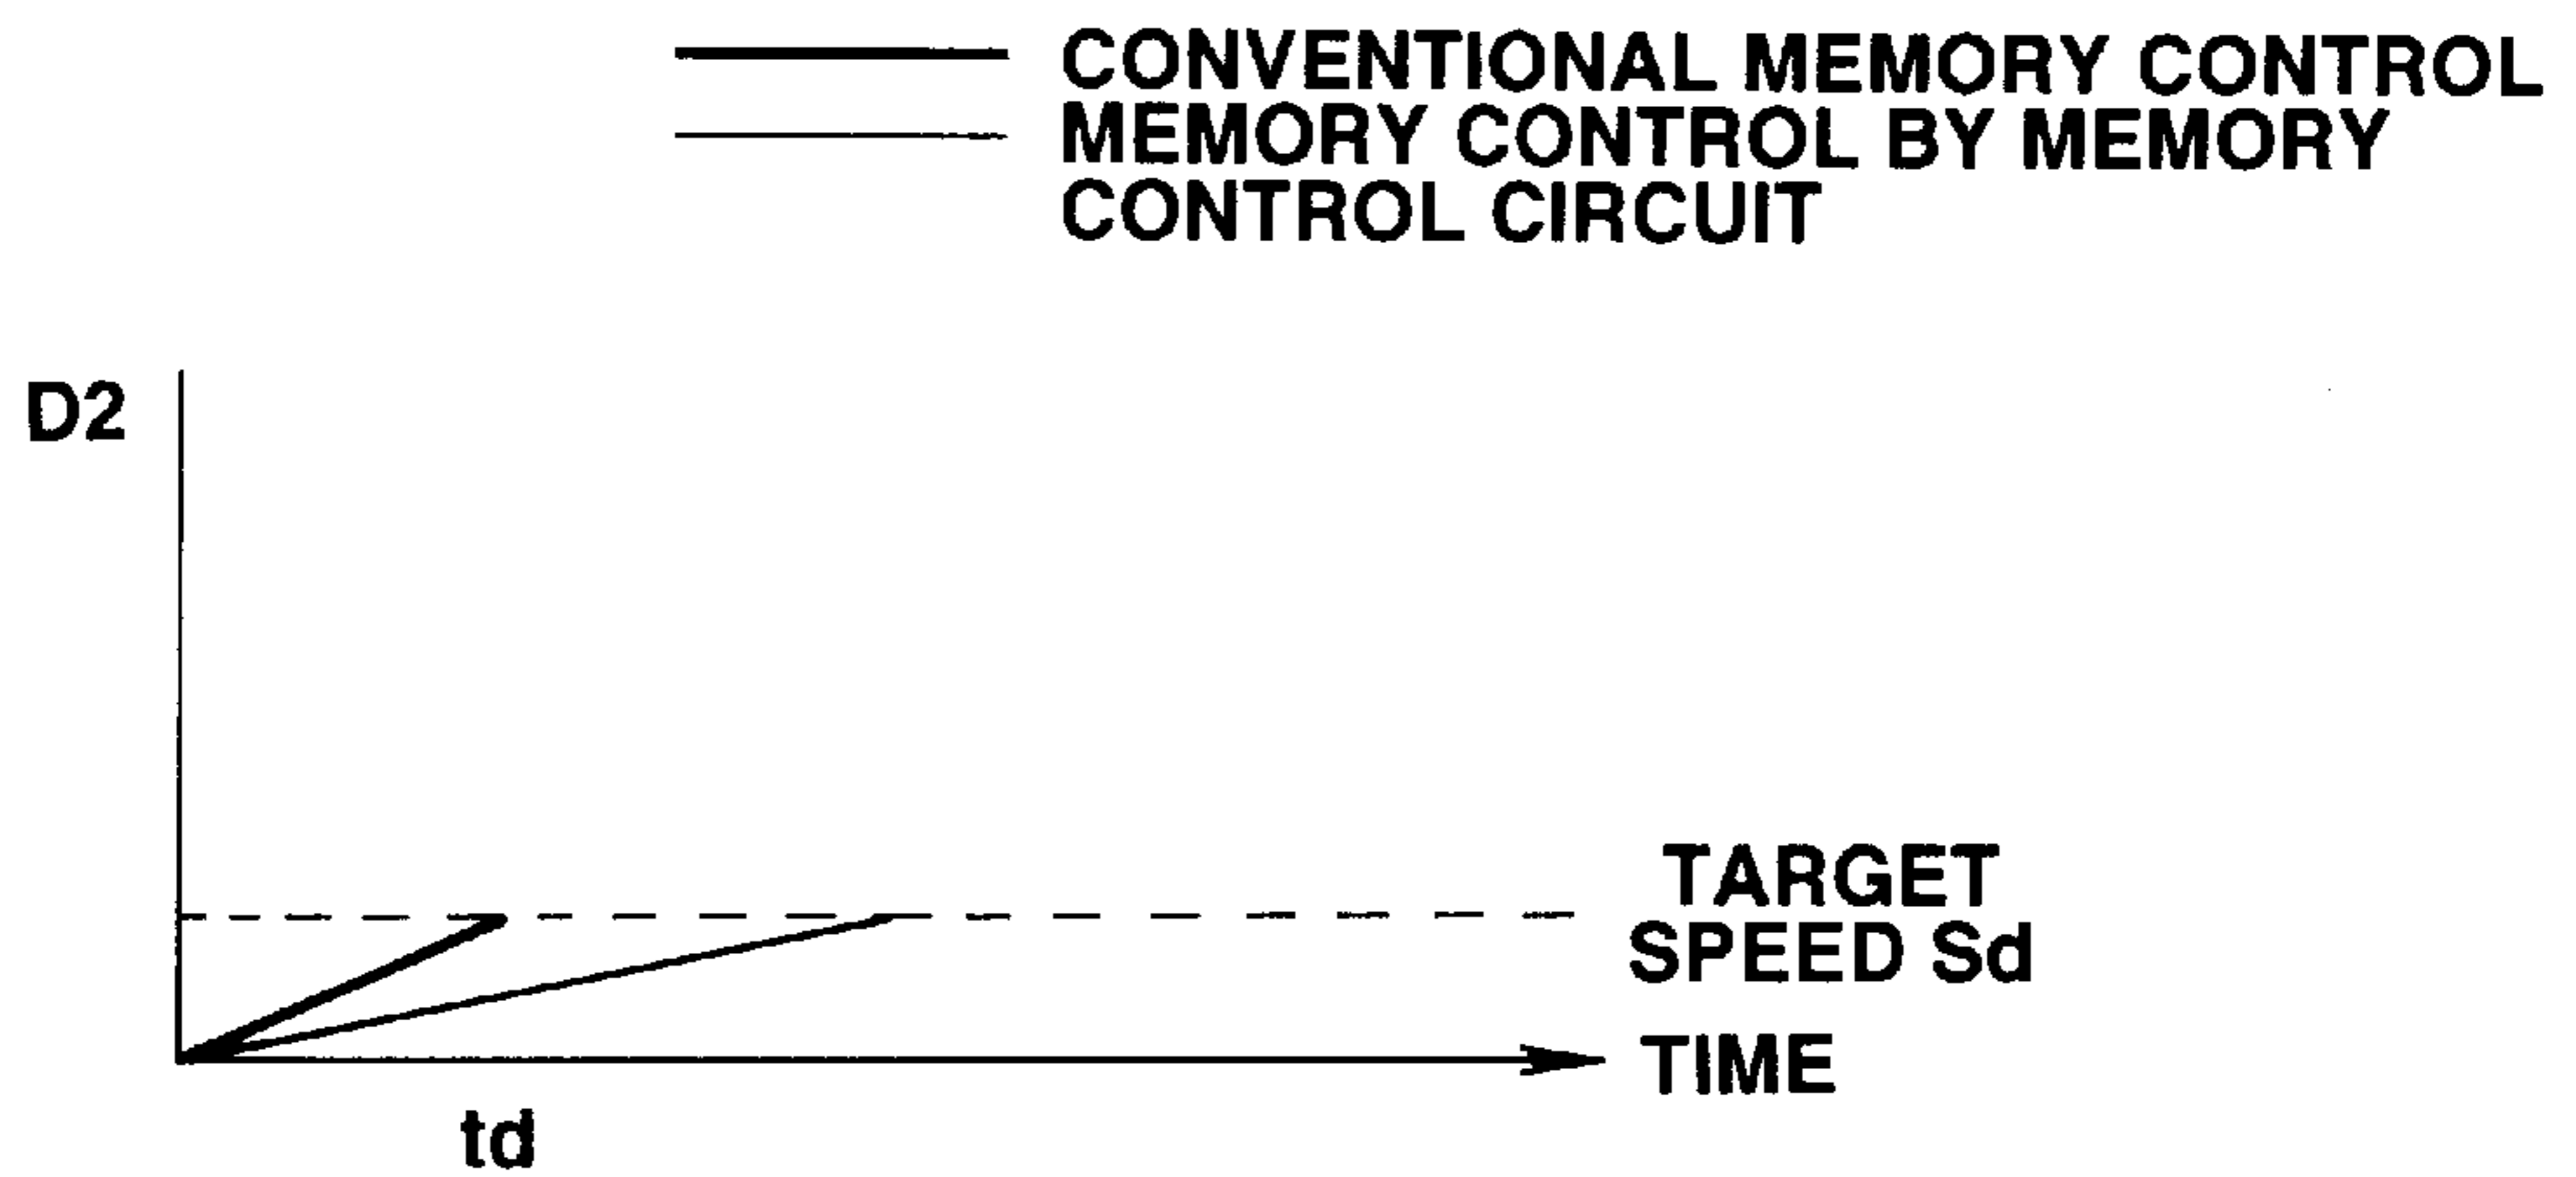 CONVENTIONAL MEMORY CONTROL
MEMORY CONTROL BY MEMORY
CONTROL CIRCUIT
D2
TARGET
SPEED Sd
TIME
td